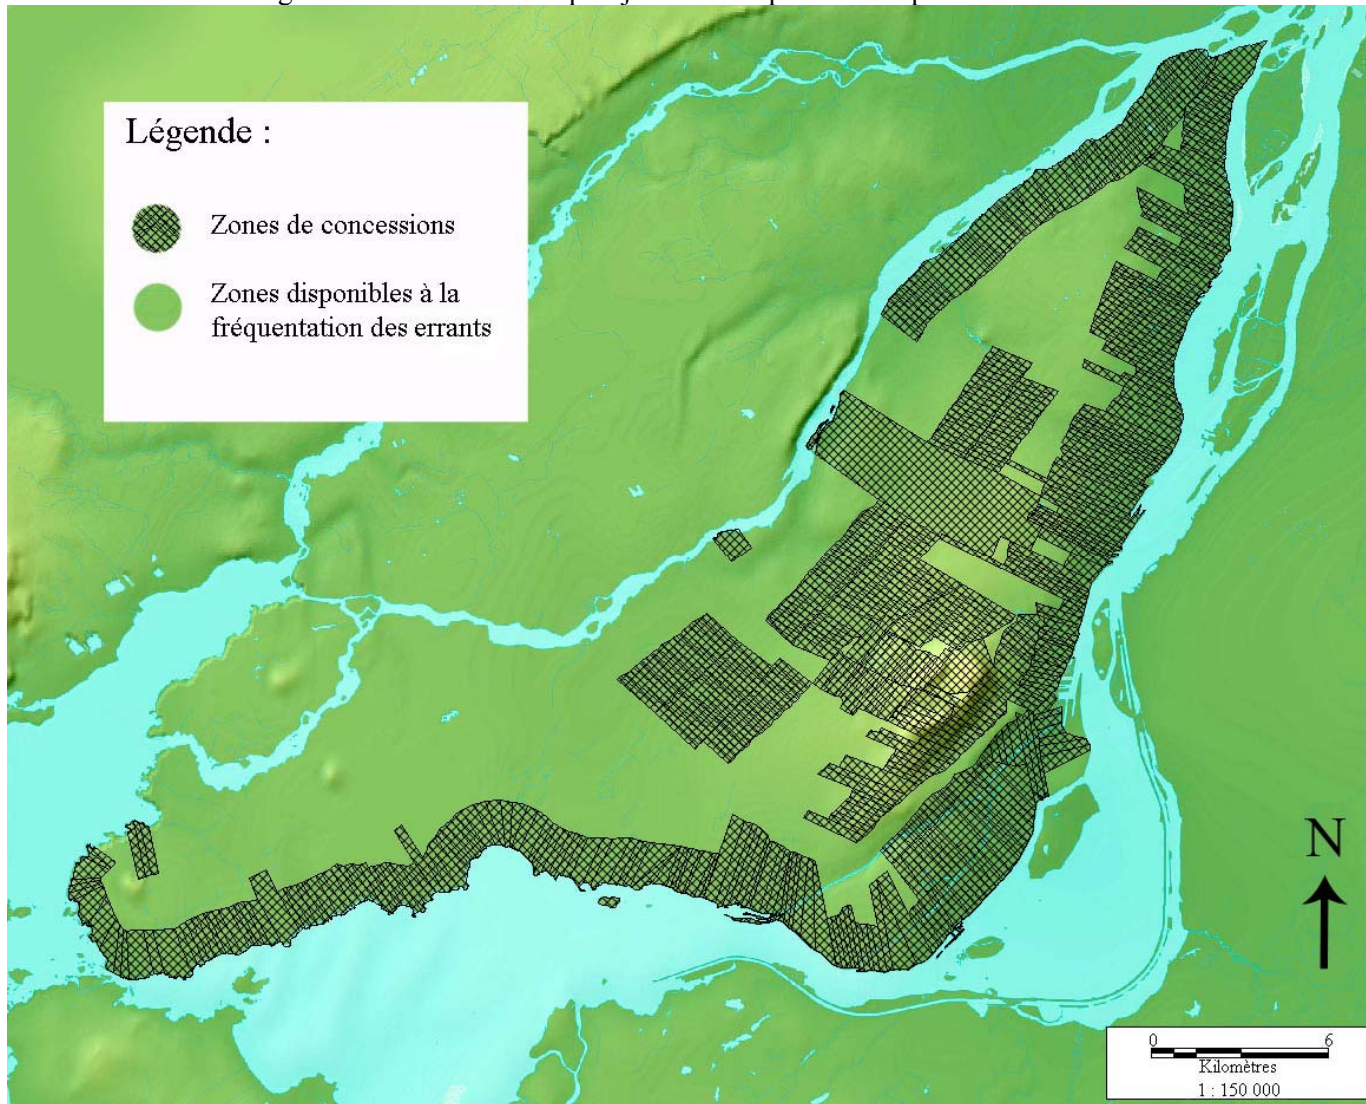 Légende :
Zones de concessions
Zones disponibles à la
fréquentation des errants
N
0 6
Kilomètres
1 : 150 000